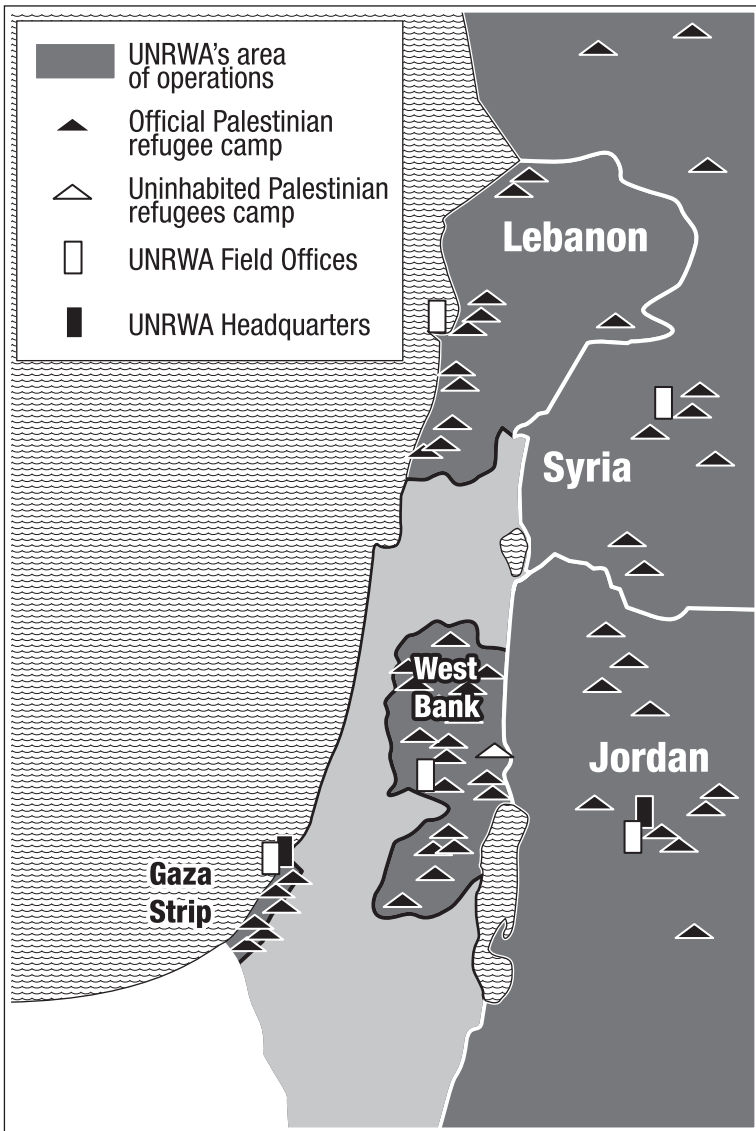 UNRWA's area
of operations
Official Palestinian
refugee camp
Uninhabited Palestinian
refugees camp
UNRWA Field Offices
UNRWA Headquarters
Lebanon
Syria
West
Bank
Jordan
Gaza
Strip